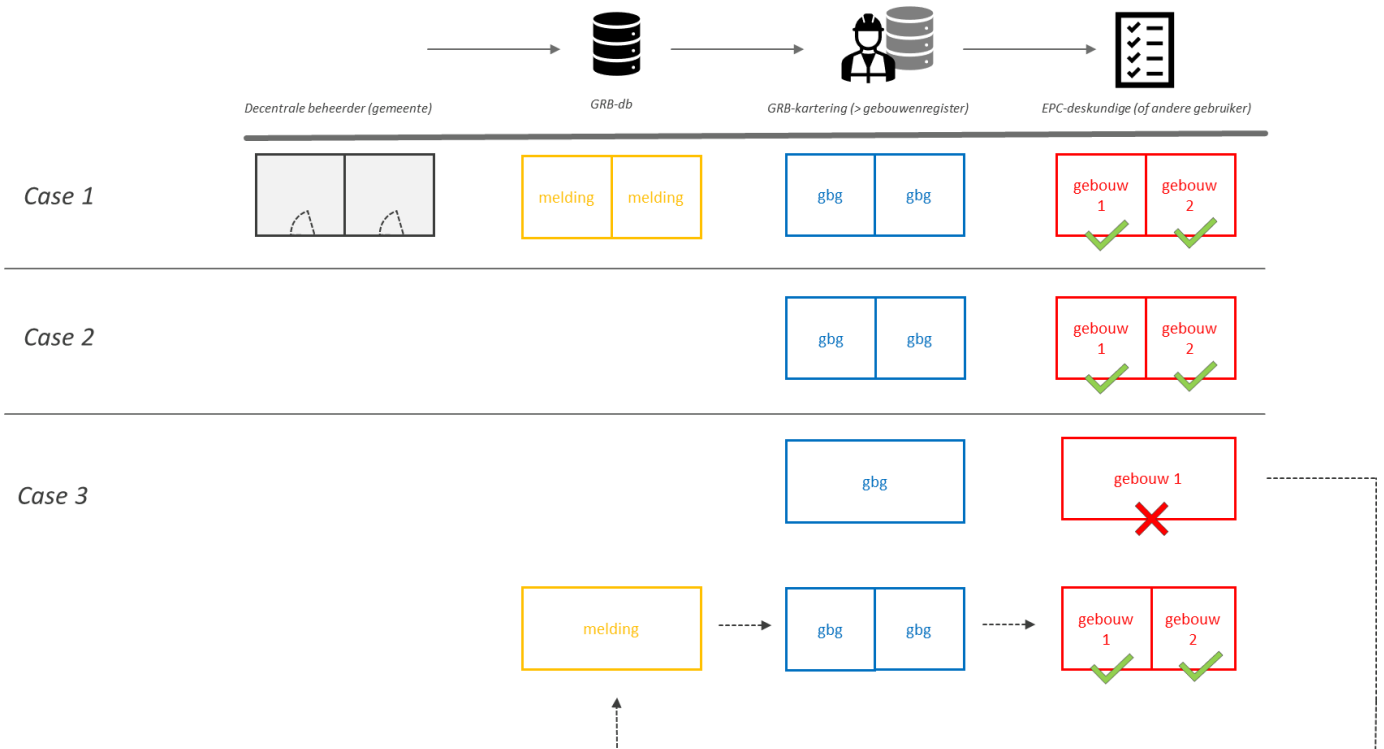 Decentrale beheerder (gemeente)
GRB-db
GRB-kartering (> gebouwenregister)
EPC-deskundige (of andere gebruiker)
Case 1
melding
melding
gbg
gbg
gebouw
1
gebouw
2
Case 2
gbg
gbg
gebouw
1
gebouw
2
Case 3
gbg
gebouw 1
melding
gbg
gbg
gebouw
1
gebouw
2